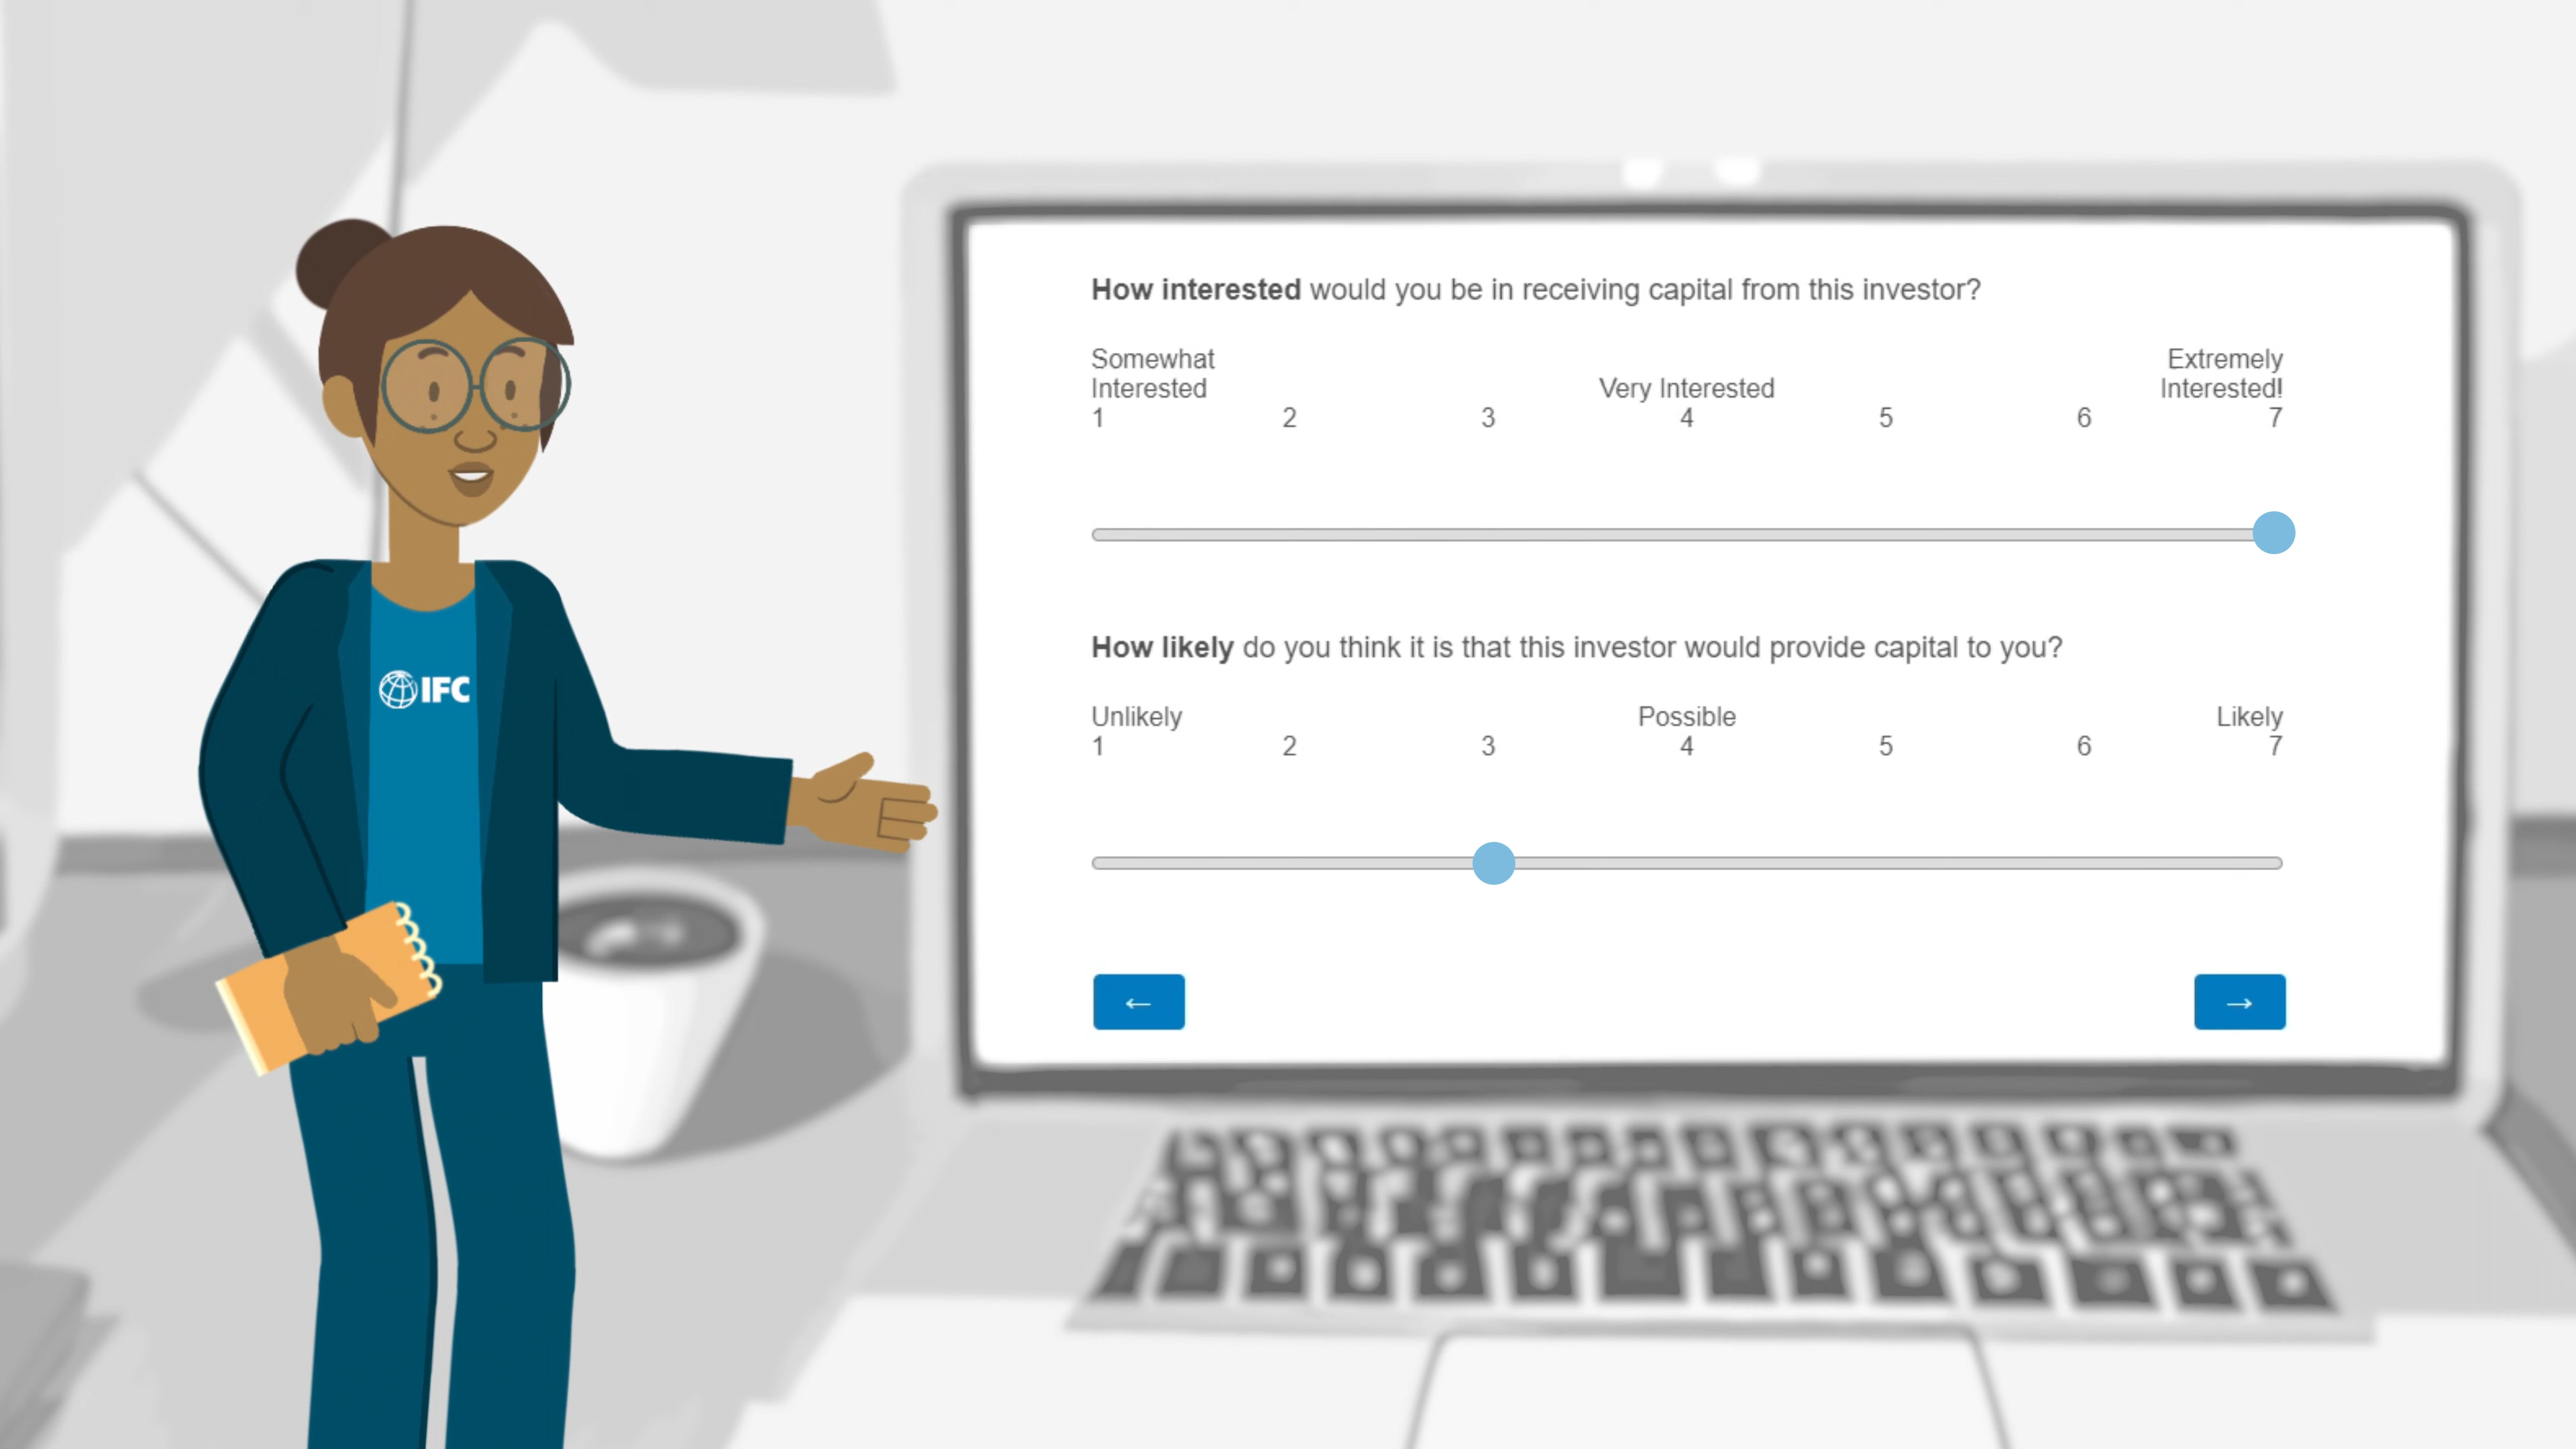 IFC
How interested would you be in receiving capital from this investor?
Somewhat Interested
Very Interested
Extremely Interested!
1 2 3 4 5 6 7
How likely do you think it is that this investor would provide capital to you?
Unlikely Possible Likely
1 2 3 4 5 6 7
← →